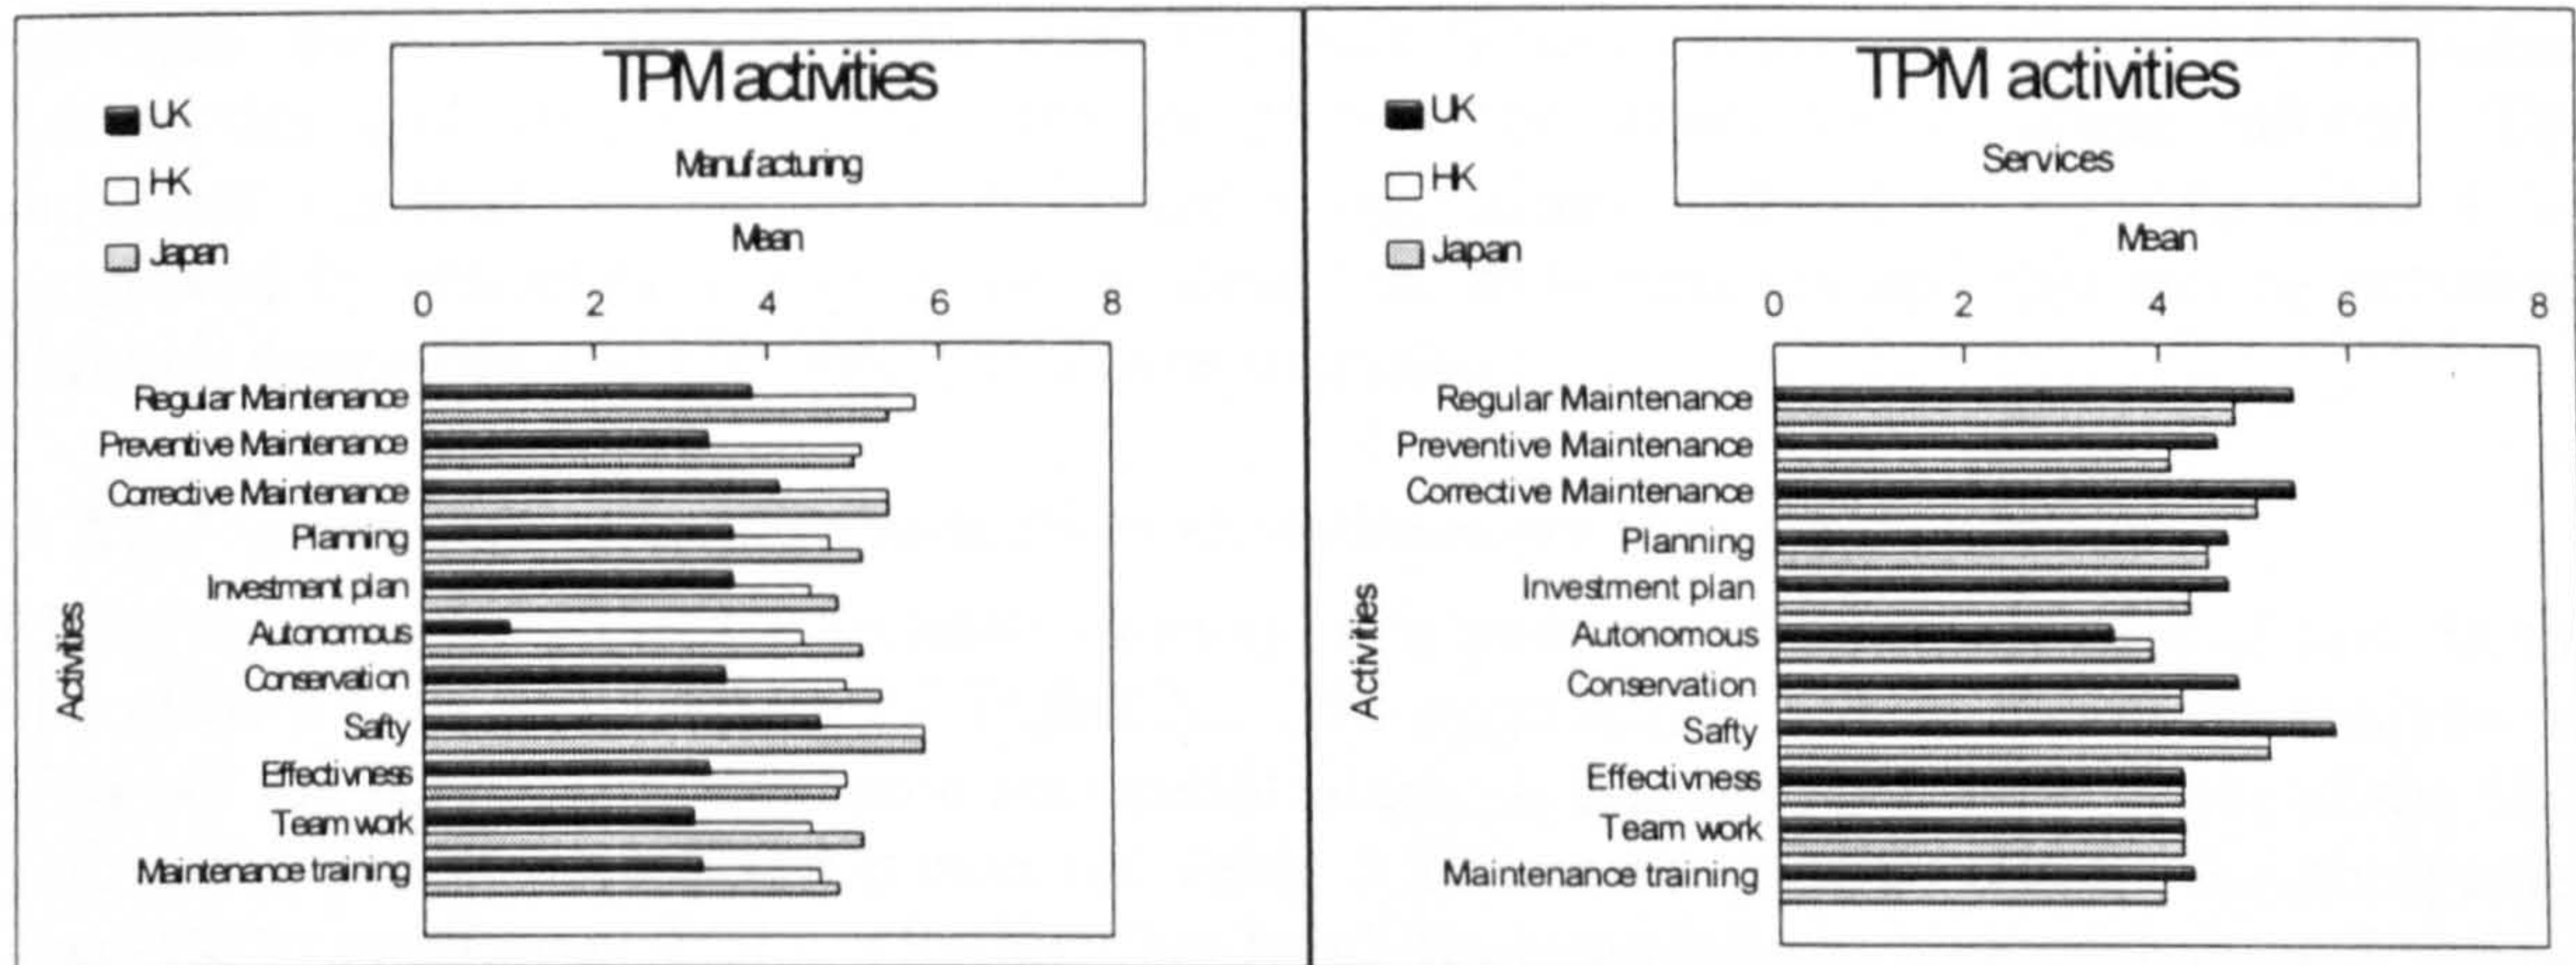 TPM activities
Manufacturing
UK
HK
Japan
Mean
0 2 4 6 8
Activities
Regular Maintenance
Preventive Maintenance
Corrective Maintenance
Planning
Investment plan
Autonomous
Conservation
Safty
Effectivness
Team work
Maintenance training
TPM activities
Services
UK
HK
Japan
Mean
0 2 4 6 8
Activities
Regular Maintenance
Preventive Maintenance
Corrective Maintenance
Planning
Investment plan
Autonomous
Conservation
Safty
Effectivness
Team work
Maintenance training